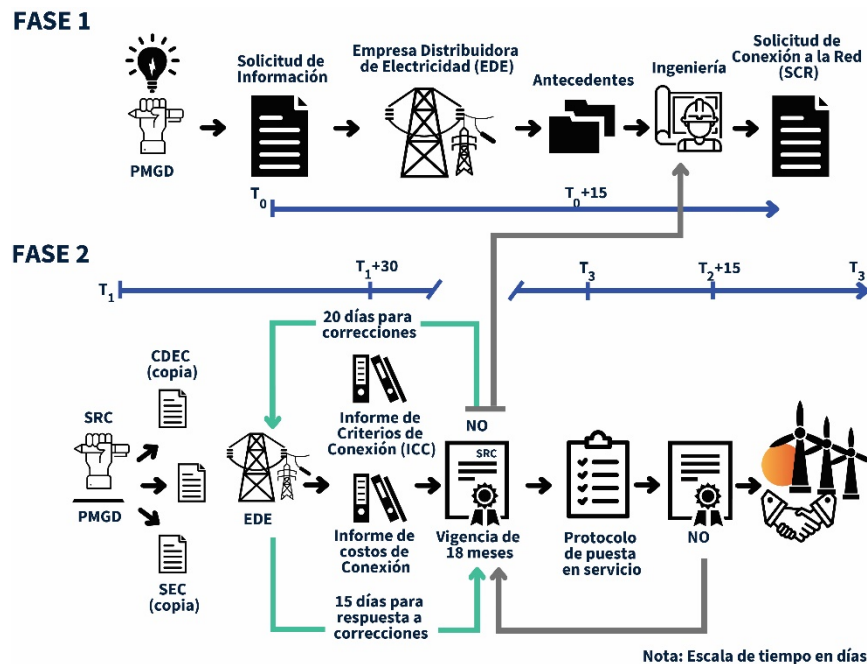 FASE 1
Solicitud de
Información
Empresa Distribuidora
de Electricidad (EDE)
Antecedentes
Ingeniería
Solicitud de
Conexión a la Red
(SCR)
PMGD
T0
T0+15
FASE 2
T1
T1+30
T3
T2+15
T3
20 días para
correcciones
CDEC
(copia)
SRC
PMGD
SEC
(copia)
EDE
Informe de
Criterios de
Conexión (ICC)
Informe de
costos de
Conexión
NO
SRC
Vigencia de
18 meses
Protocolo
de puesta
en servicio
NO
15 días para
respuesta a
correcciones
Nota: Escala de tiempo en días